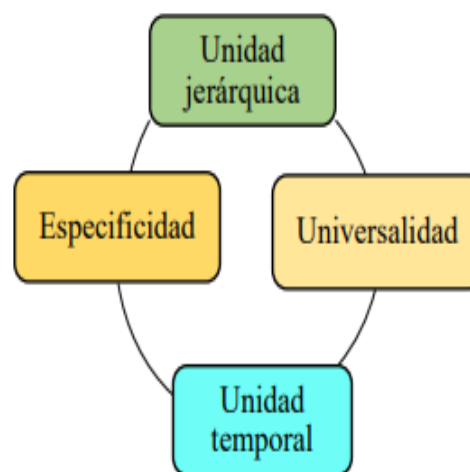 Unidad
jerárquica
Especificidad
Universalidad
Unidad
temporal